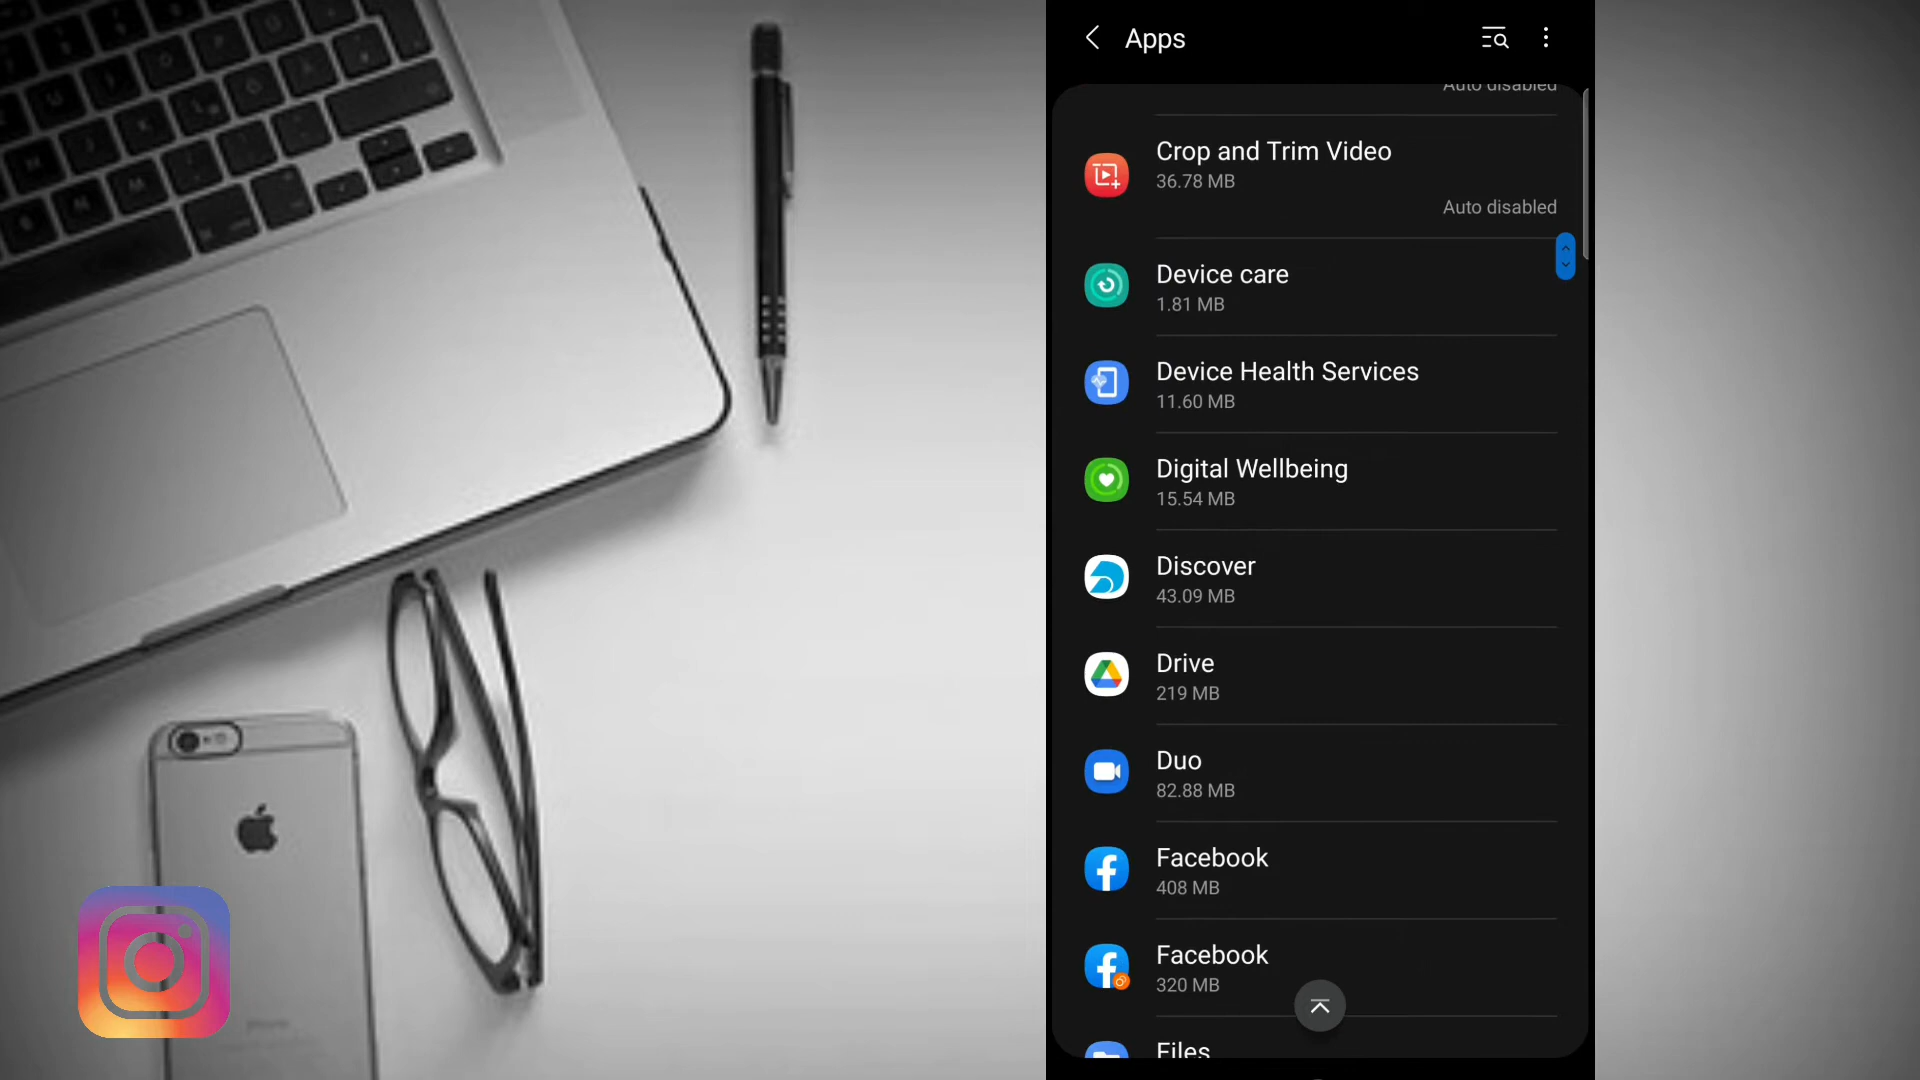 Apps
Auto disabled
Crop and Trim Video
36.78 MB
Auto disabled
Device care
1.81 MB
Device Health Services
11.60 MB
Digital Wellbeing
15.54 MB
Discover
43.09 MB
Drive
219 MB
Duo
82.88 MB
Facebook
408 MB
Facebook
320 MB
Files